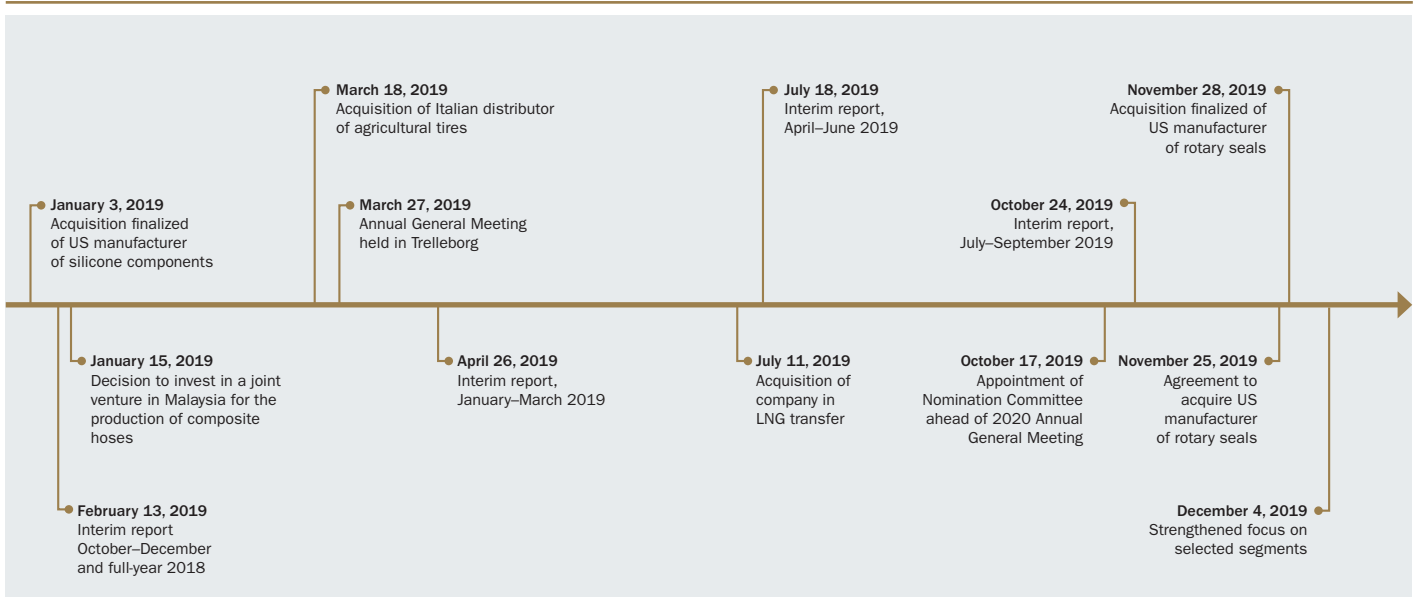 March 18, 2019
Acquisition of Italian distributor
of agricultural tires
July 18, 2019
Interim report,
April–June 2019
November 28, 2019
Acquisition finalized of
US manufacturer
of rotary seals
January 3, 2019
Acquisition finalized
of US manufacturer
of silicone components
March 27, 2019
Annual General Meeting
held in Trelleborg
October 24, 2019
Interim report,
July–September 2019
January 15, 2019
Decision to invest in a joint
venture in Malaysia for the
production of composite
hoses
April 26, 2019
Interim report,
January–March 2019
July 11, 2019
Acquisition of
company in
LNG transfer
October 17, 2019
Appointment of
Nomination Committee
ahead of 2020 Annual
General Meeting
November 25, 2019
Agreement to
acquire US
manufacturer
of rotary seals
February 13, 2019
Interim report
October–December
and full-year 2018
December 4, 2019
Strengthened focus on
selected segments